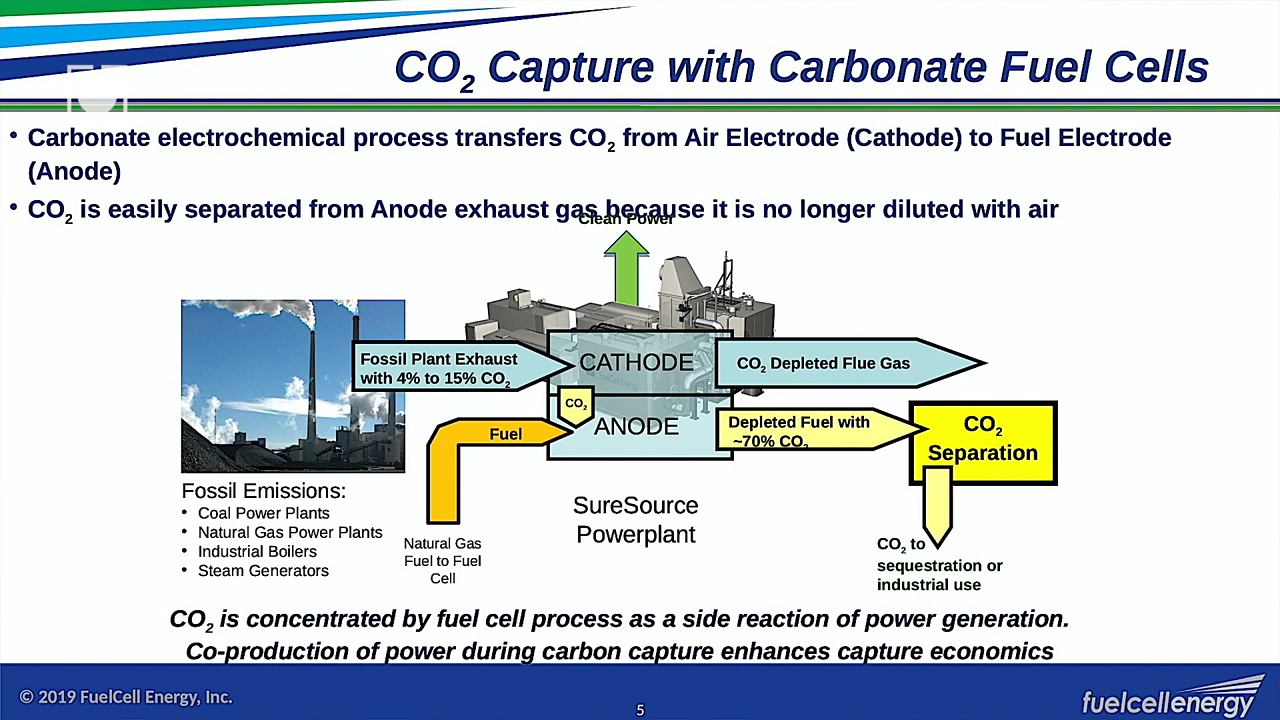 CO₂ Capture with Carbonate Fuel Cells
• Carbonate electrochemical process transfers CO₂ from Air Electrode (Cathode) to Fuel Electrode
(Anode)
• CO₂ is easily separated from Anode exhaust gas because it is no longer diluted with air
Clean Power
Fossil Plant Exhaust
with 4% to 15% CO₂
CATHODE
CO₂ Depleted Flue Gas
CO₂
ANODE
Fuel
Depleted Fuel with
~70% CO₂
CO₂
Separation
Fossil Emissions:
• Coal Power Plants
• Natural Gas Power Plants
• Industrial Boilers
• Steam Generators
Natural Gas
Fuel to Fuel
Cell
SureSource
Powerplant
CO₂ to
sequestration or
industrial use
CO₂ is concentrated by fuel cell process as a side reaction of power generation.
Co-production of power during carbon capture enhances capture economics
© 2019 FuelCell Energy, Inc.
5
fuelcellenergy